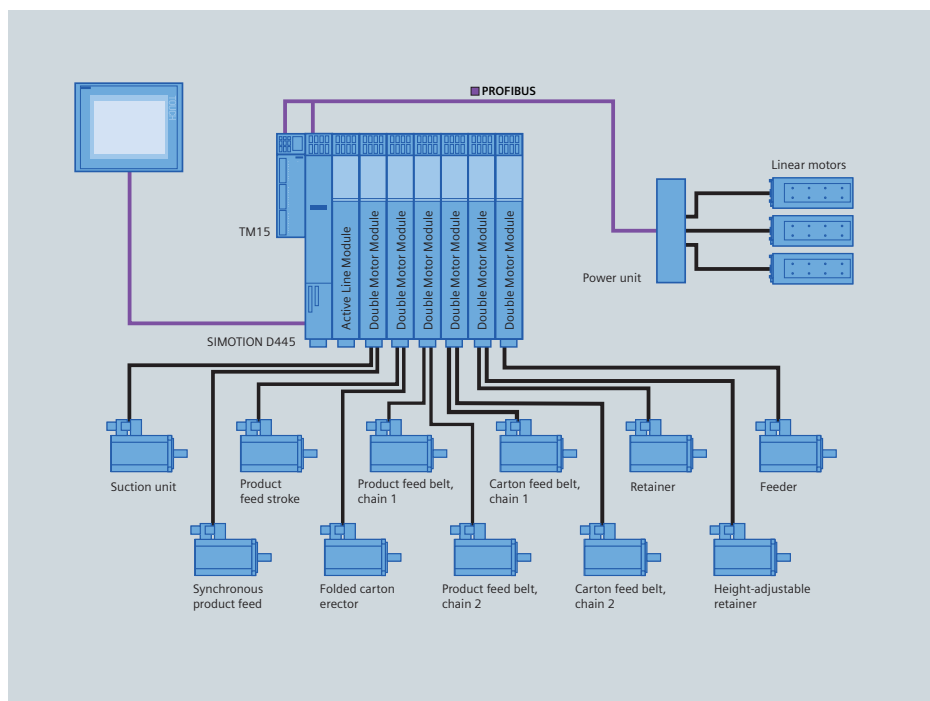 TOUCH
PROFIBUS
Linear motors
TM15
Power unit
SIMOTION D445
Active Line Module
Double Motor Module
Double Motor Module
Double Motor Module
Double Motor Module
Double Motor Module
Double Motor Module
Suction unit
Product
feed stroke
Product feed belt,
chain 1
Carton feed belt,
chain 1
Retainer
Feeder
Synchronous
product feed
Folded carton
erector
Product feed belt,
chain 2
Carton feed belt,
chain 2
Height-adjustable
retainer